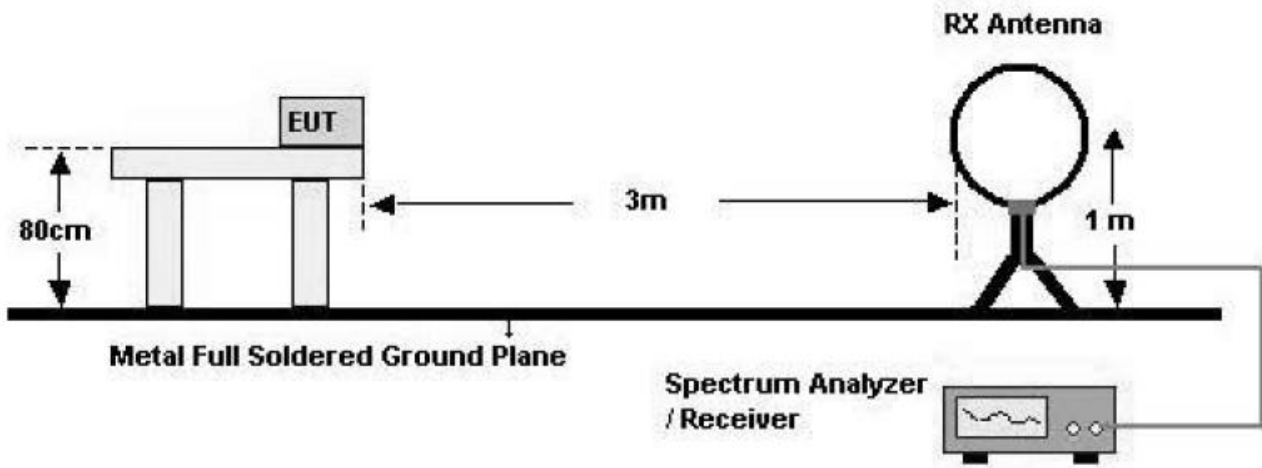 RX Antenna
EUT
80cm
3m
1 m
Metal Full Soldered Ground Plane
Spectrum Analyzer
/ Receiver